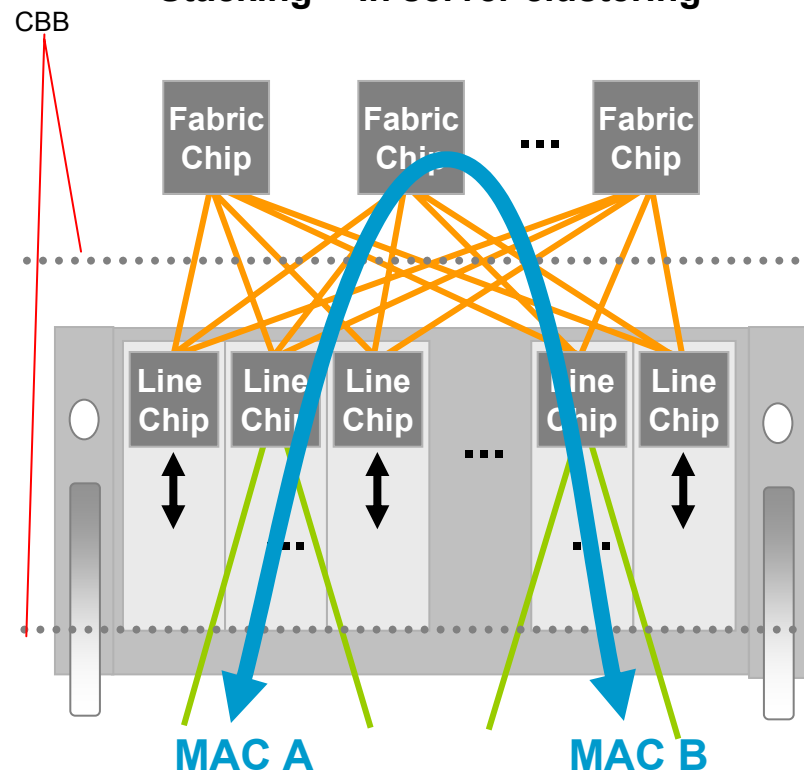 CBB
Fabric
Chip
Fabric
Chip
...
Fabric
Chip
Line
Chip
Line
Chip
Line
Chip
...
Line
Chip
Line
Chip
...
...
MAC A
MAC B